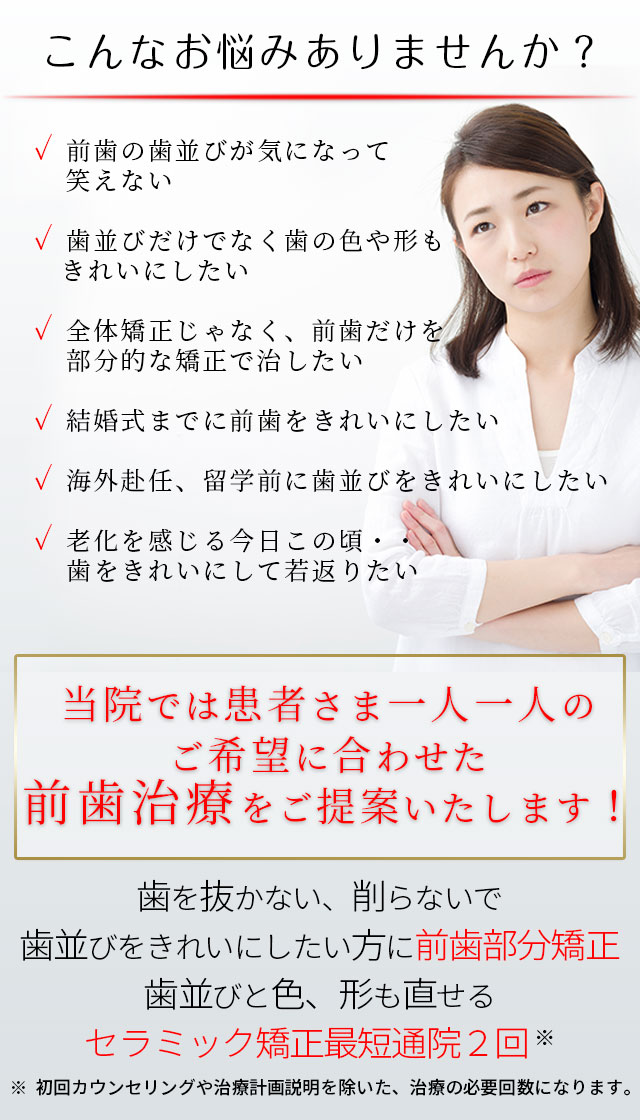 こんなお悩みありませんか？
✓ 前歯の歯並びが気になって
笑えない
✓ 歯並びだけでなく歯の色や形も
きれいにしたい
✓ 全体矯正じゃなく、前歯だけを
部分的な矯正で治したい
✓ 結婚式までに前歯をきれいにしたい
✓ 海外赴任、留学前に歯並びをきれいにしたい
✓ 老化を感じる今日この頃・・
歯をきれいにして若返りたい
当院では患者さま一人一人の
ご希望に合わせた
前歯治療をご提案いたします！
歯を抜かない、削らないで
歯並びをきれいにしたい方に前歯部分矯正
歯並びと色、形も直せる
セラミック矯正最短通院２回※
※ 初回カウンセリングや治療計画説明を除いた、治療の必要回数になります。